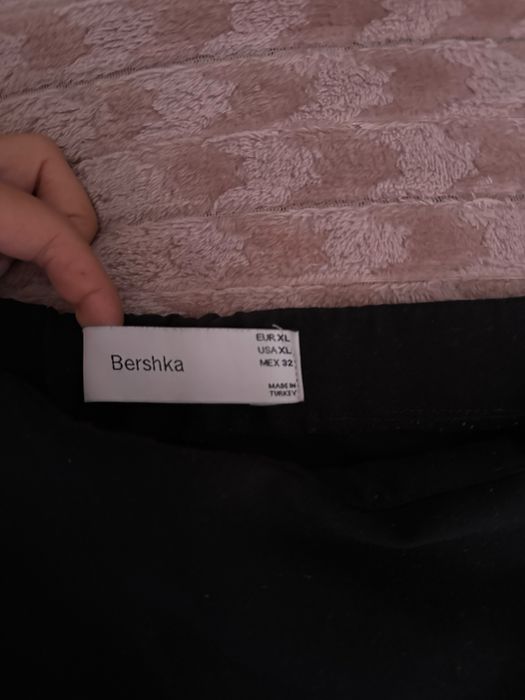 Bershka
EUR XL
USA XL
MEX 32
MADE IN
TURKEY